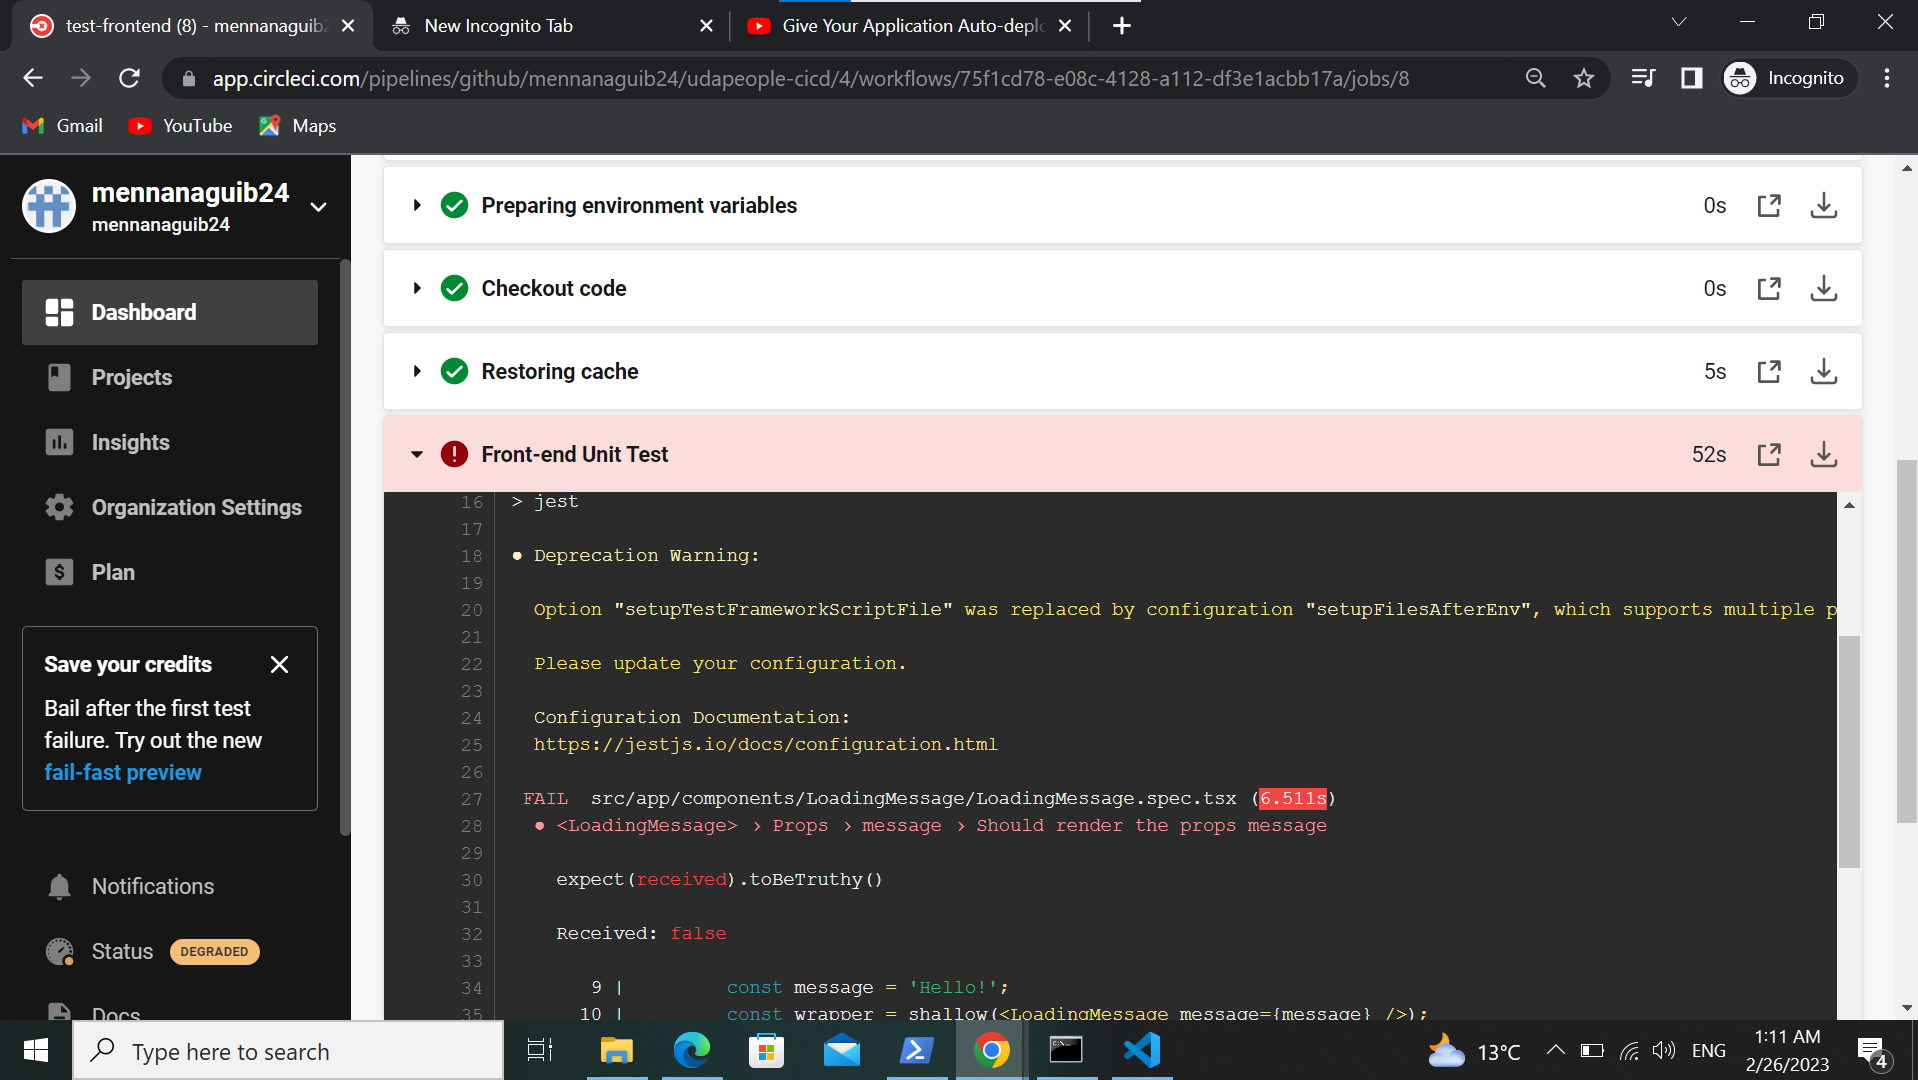 test-frontend (8) - mennanaguib2
New Incognito Tab
Give Your Application Auto-deplo
app.circleci.com/pipelines/github/mennanaguib24/udapeople-cicd/4/workflows/75f1cd78-e08c-4128-a112-df3e1acbb17a/jobs/8
Incognito
Gmail
YouTube
Maps
mennanaguib24
mennanaguib24
Dashboard
Projects
Insights
Organization Settings
Plan
Save your credits
Bail after the first test
failure. Try out the new
fail-fast preview
Notifications
Status DEGRADED
Docs
Preparing environment variables 0s
Checkout code 0s
Restoring cache 5s
Front-end Unit Test 52s
16 > jest
17
18 ● Deprecation Warning:
19
20 Option "setupTestFrameworkScriptFile" was replaced by configuration "setupFilesAfterEnv", which supports multiple p
21
22 Please update your configuration.
23
24 Configuration Documentation:
25 https://jestjs.io/docs/configuration.html
26
27 FAIL src/app/components/LoadingMessage/LoadingMessage.spec.tsx (6.511s)
28 ● <LoadingMessage> › Props › message › Should render the props message
29
30 expect(received).toBeTruthy()
31
32 Received: false
33
34 9 | const message = 'Hello!';
35 10 | const wrapper = shallow(<LoadingMessage message={message} />);
Type here to search
13°C
ENG
1:11 AM
2/26/2023
4